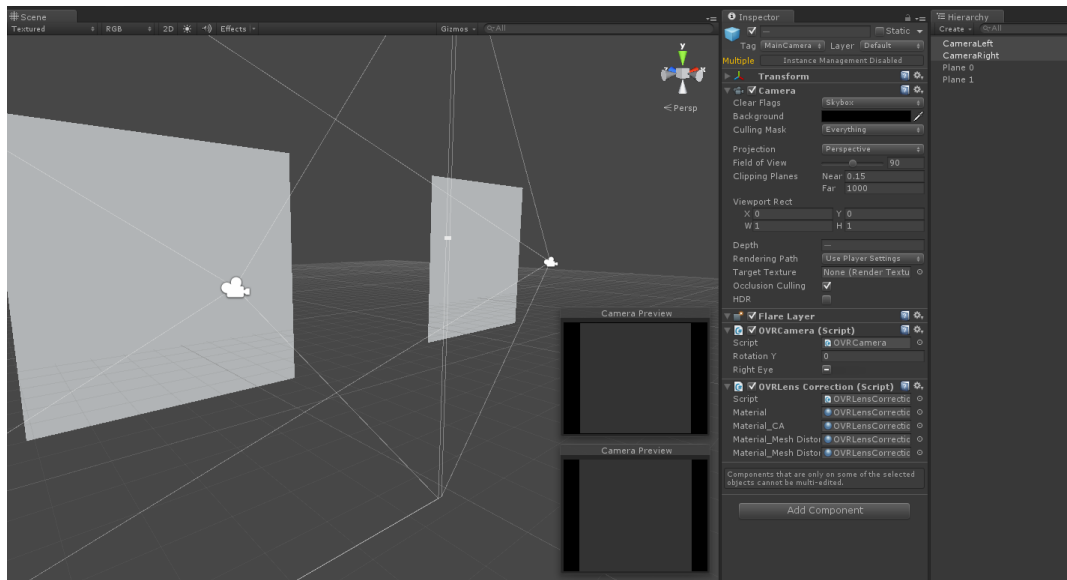 Scene
Textured RGB 2D Effects Gizmos All
y
x z
Persp
Camera Preview
Camera Preview
Inspector
Static
Tag MainCamera Layer Default
Multiple Instance Management Disabled
Transform
Camera
Clear Flags Skybox
Background
Culling Mask Everything
Projection Perspective
Field of View 90
Clipping Planes Near 0.15
Far 1000
Viewport Rect
X 0 Y 0
W 1 H 1
Depth —
Rendering Path Use Player Settings
Target Texture None (Render Textu
Occlusion Culling
HDR
Flare Layer
OVRCamera (Script)
Script OVRCamera
Rotation Y 0
Right Eye
OVRLens Correction (Script)
Script OVRLensCorrectic
Material OVRLensCorrectic
Material_CA OVRLensCorrectic
Material_Mesh Distor OVRLensCorrectic
Material_Mesh Distor OVRLensCorrectic
Components that are only on some of the selected
objects cannot be multi-edited.
Add Component
Hierarchy
Create All
CameraLeft
CameraRight
Plane 0
Plane 1